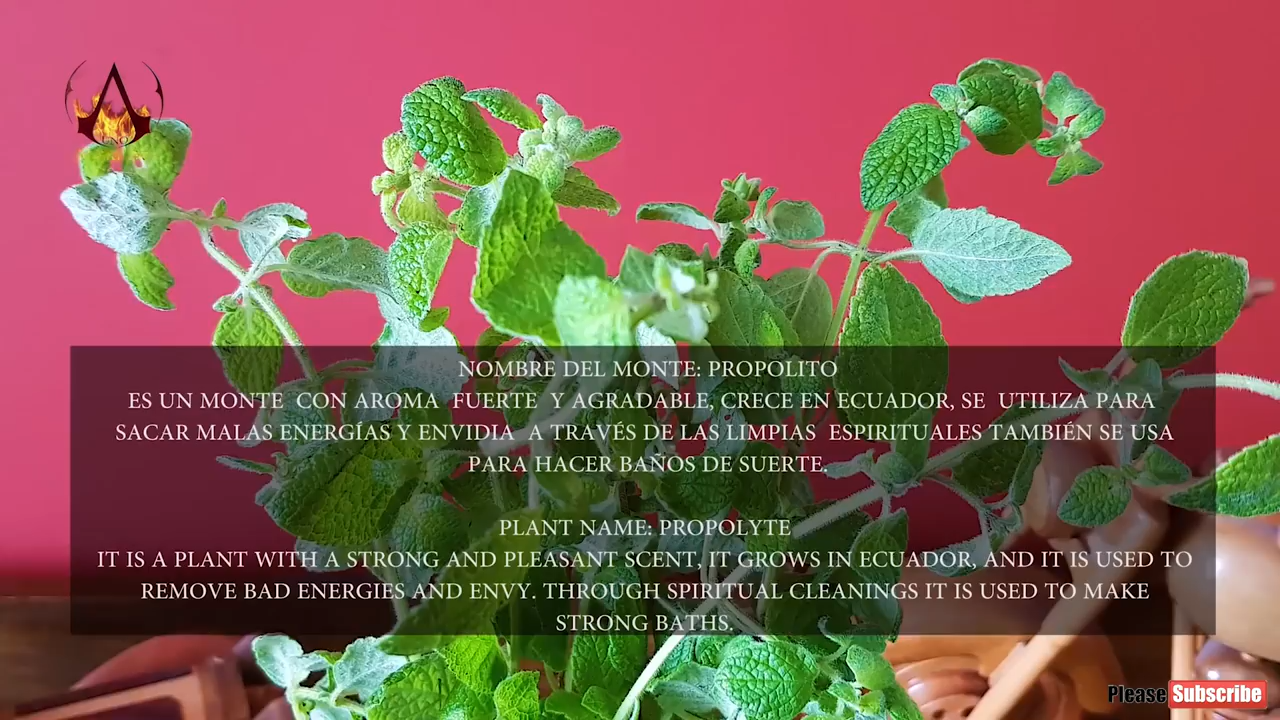 NOMBRE DEL MONTE: PROPOLITO
ES UN MONTE CON AROMA FUERTE Y AGRADABLE, CRECE EN ECUADOR, SE UTILIZA PARA
SACAR MALAS ENERGÍAS Y ENVIDIA A TRAVÉS DE LAS LIMPIAS ESPIRITUALES TAMBIÉN SE USA
PARA HACER BAÑOS DE SUERTE.
PLANT NAME: PROPOLYTE
IT IS A PLANT WITH A STRONG AND PLEASANT SCENT, IT GROWS IN ECUADOR, AND IT IS USED TO
REMOVE BAD ENERGIES AND ENVY. THROUGH SPIRITUAL CLEANINGS IT IS USED TO MAKE
STRONG BATHS.
Please Subscribe